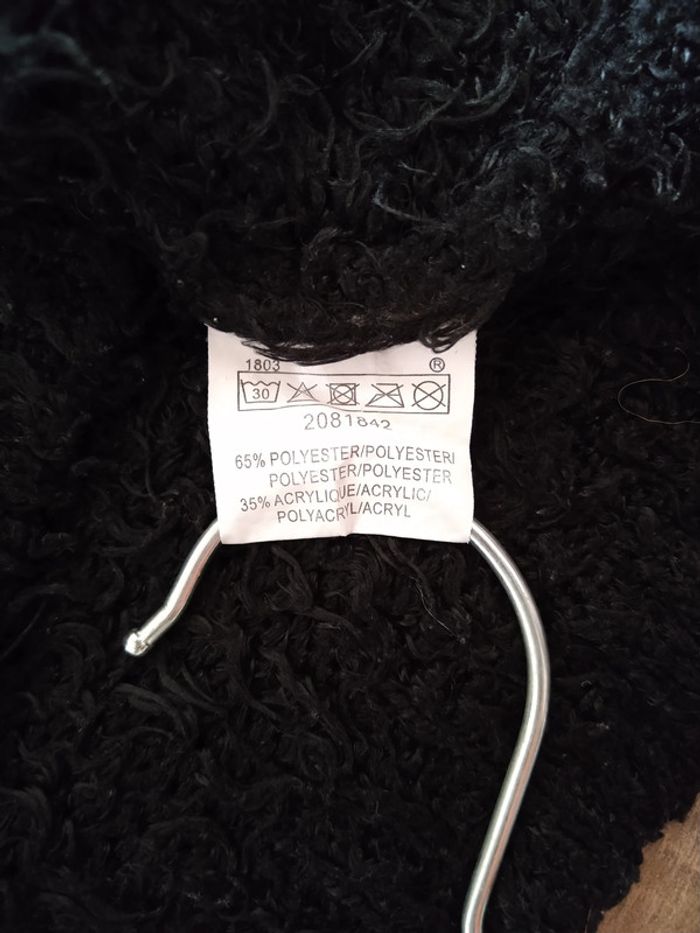 1803 ®
30
2081842
65% POLYESTER/POLYESTERI
POLYESTER/POLYESTER
35% ACRYLIQUE/ACRYLIC/
POLYACRYL/ACRYL